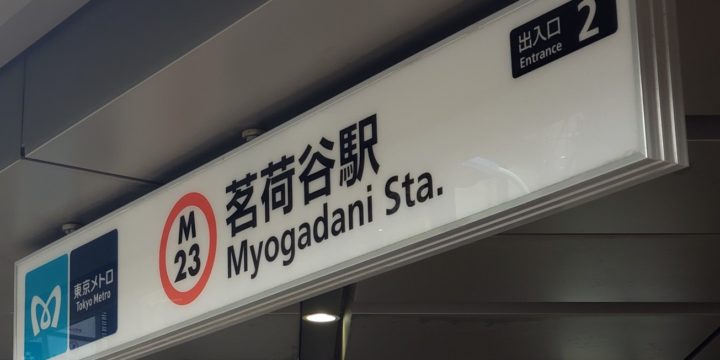 東京メトロ
Tokyo Metro
M
23
茗荷谷駅
Myogadani Sta.
出入口
Entrance
2